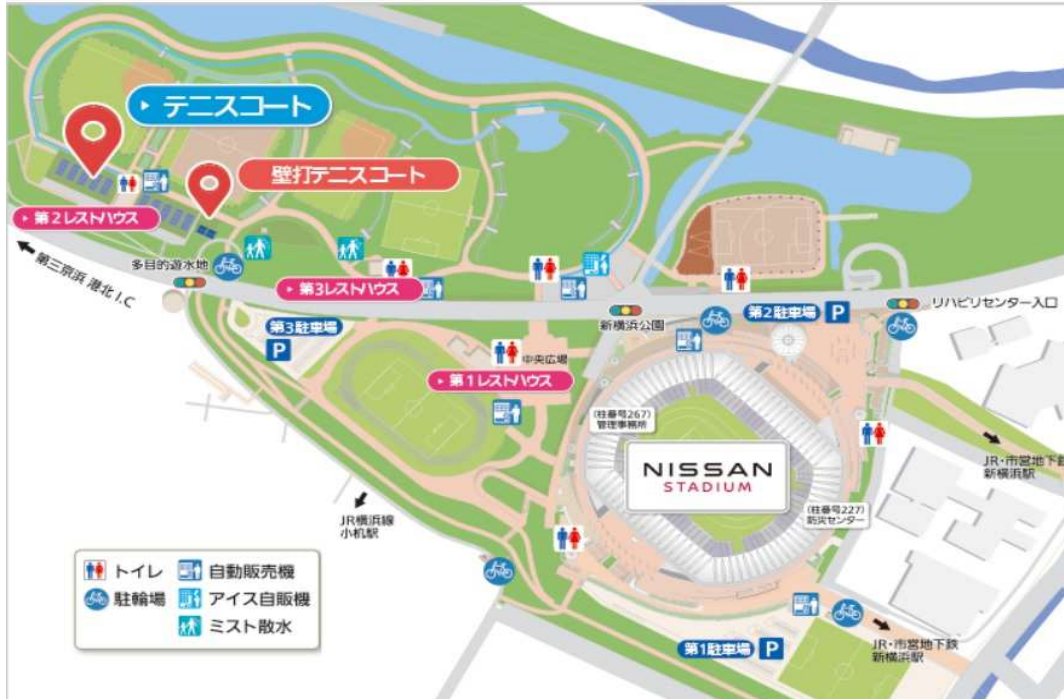 テニスコート
壁打テニスコート
第2レストハウス
第三京浜 港北 I.C
多目的遊水地
第3レストハウス
第3駐車場
P
新横浜公園
第2駐車場 P
リハビリセンター入口
中央広場
第1レストハウス
(柱番号267)
管理事務所
NISSAN
STADIUM
(柱番号227)
防災センター
JR・市営地下鉄
新横浜駅
JR横浜線
小机駅
トイレ
自動販売機
駐輪場
アイス自販機
ミスト散水
第1駐車場 P
JR・市営地下鉄
新横浜駅